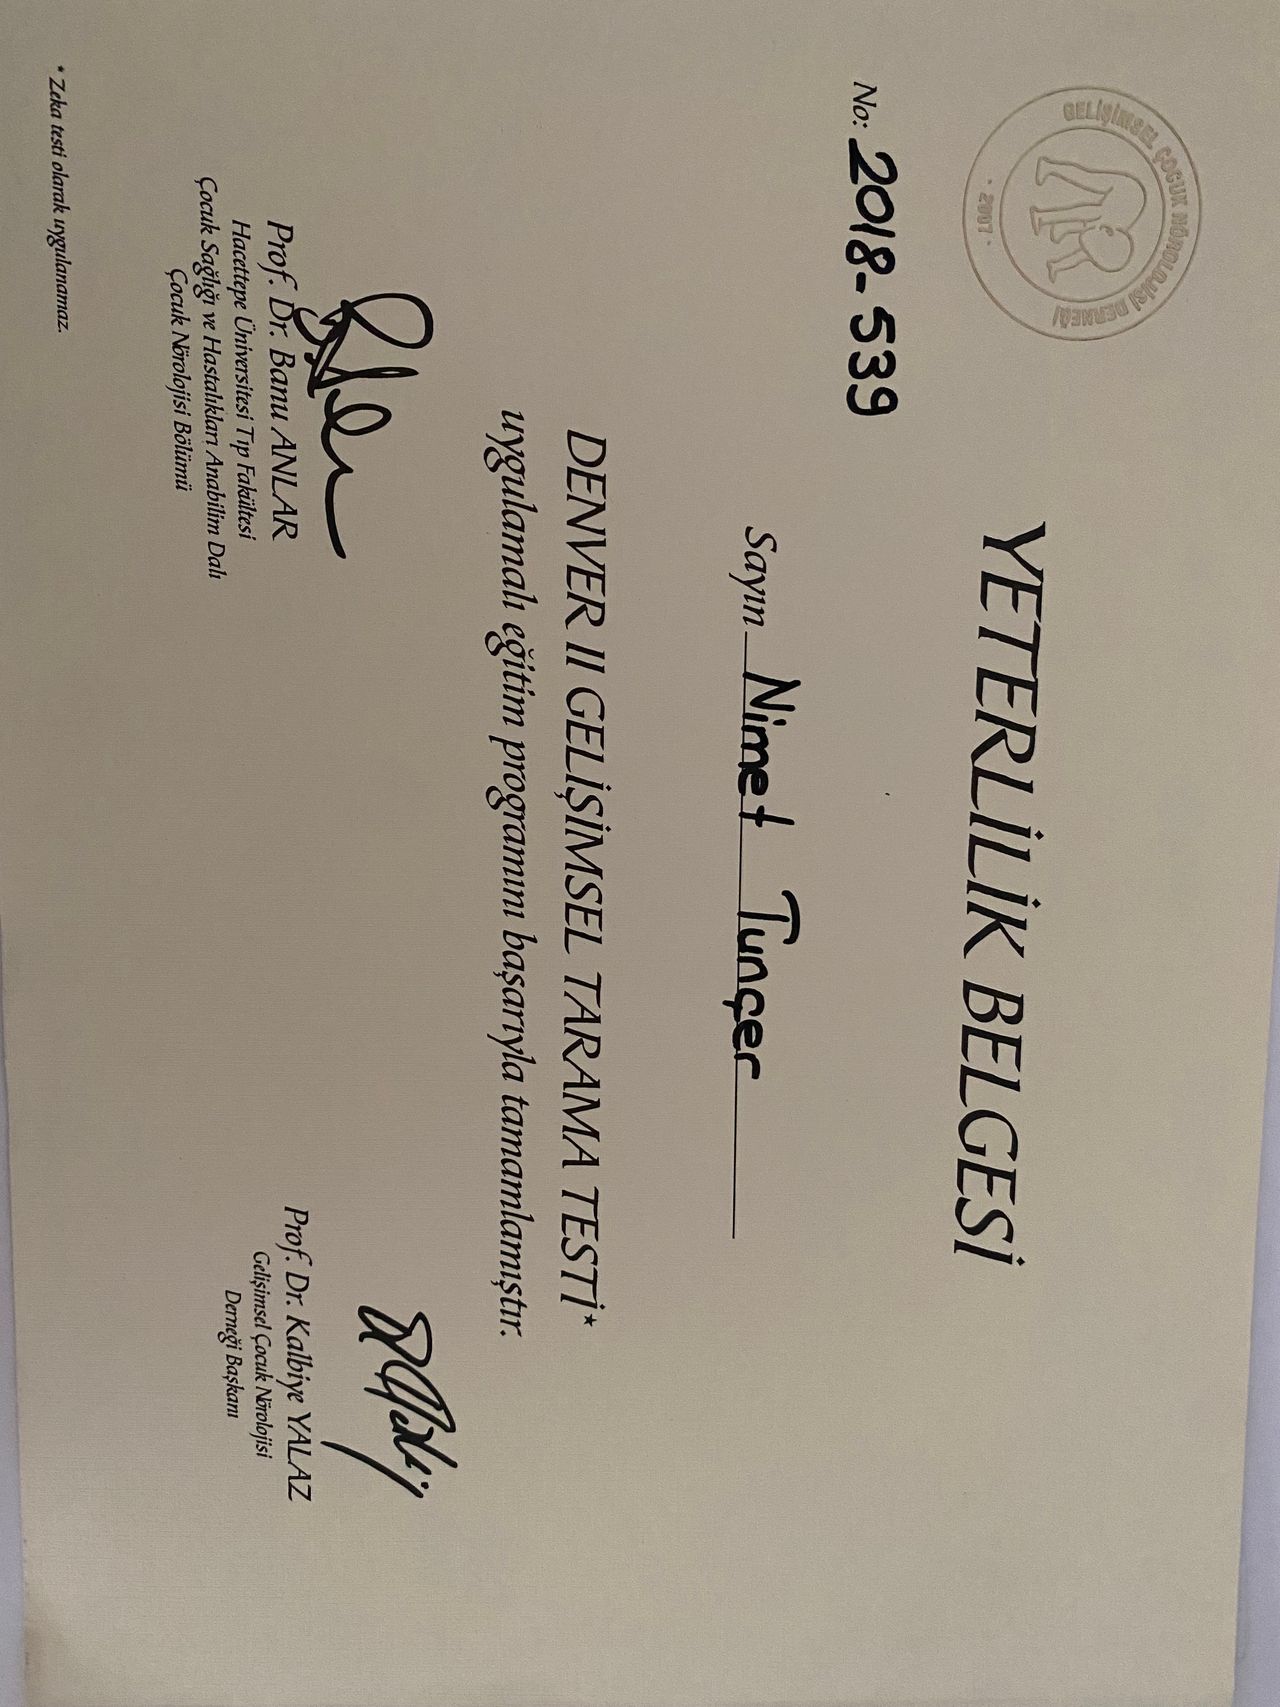 GELİŞİMSEL ÇOCUK NÖROLOJİSİ DERNEĞİ
· 2007 ·
No: 2018-539
YETERLİLİK BELGESİ
Sayın Nimet Tunçer
DENVER II GELİŞİMSEL TARAMA TESTİ*
uygulamalı eğitim programını başarıyla tamamlamıştır.
Prof. Dr. Banu ANLAR
Hacettepe Üniversitesi Tıp Fakültesi
Çocuk Sağlığı ve Hastalıkları Anabilim Dalı
Çocuk Nörolojisi Bölümü
Prof. Dr. Kalbiye YALAZ
Gelişimsel Çocuk Nörolojisi
Derneği Başkanı
* Zeka testi olarak uygulanamaz.